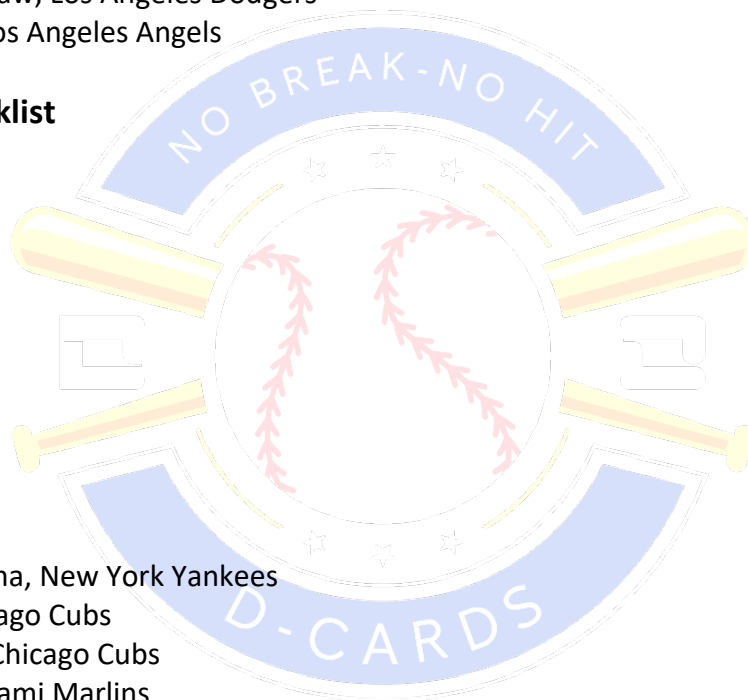 aw, Los Angeles Dodgers
os Angeles Angels
NO BREAK-NO HIT
klist
na, New York Yankees
ago Cubs
Chicago Cubs
ami Marlins
D-CARDS